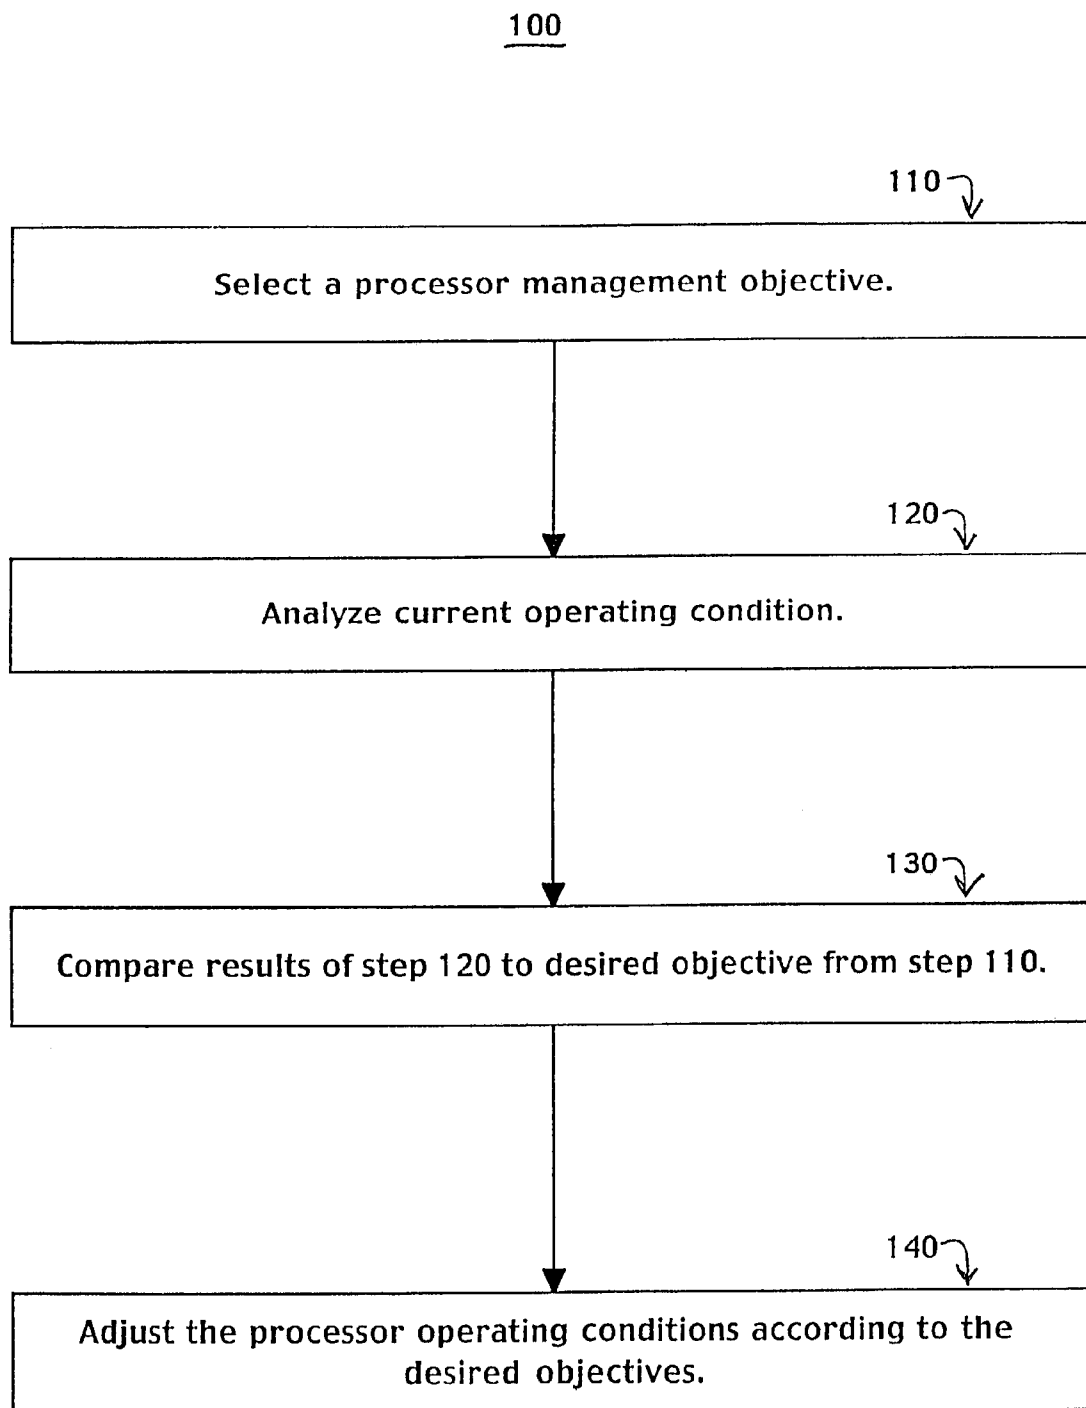 100
110
Select a processor management objective.
120
Analyze current operating condition.
130
Compare results of step 120 to desired objective from step 110.
140
Adjust the processor operating conditions according to the
desired objectives.